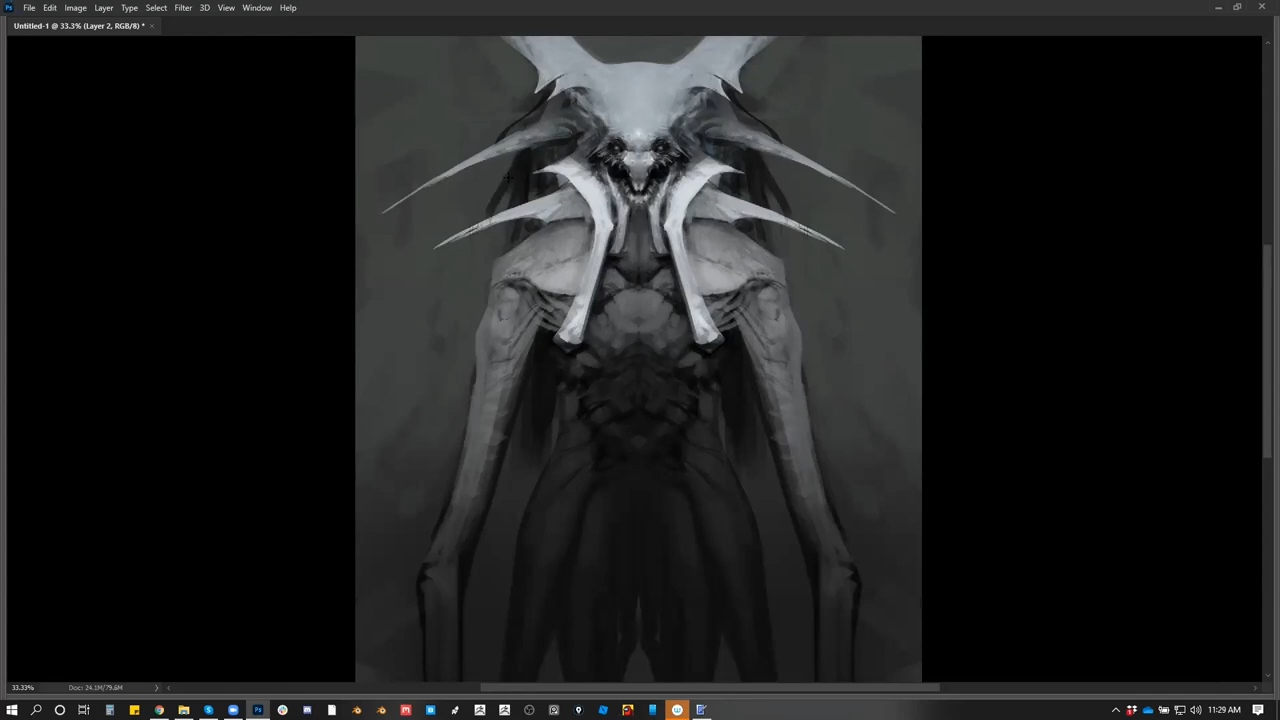 Ps File Edit Image Layer Type Select Filter 3D View Window Help
Untitled-1 @ 33.3% (Layer 2, RGB/8) * ×
33.33% Doc: 24.1M/79.6M
11:29 AM